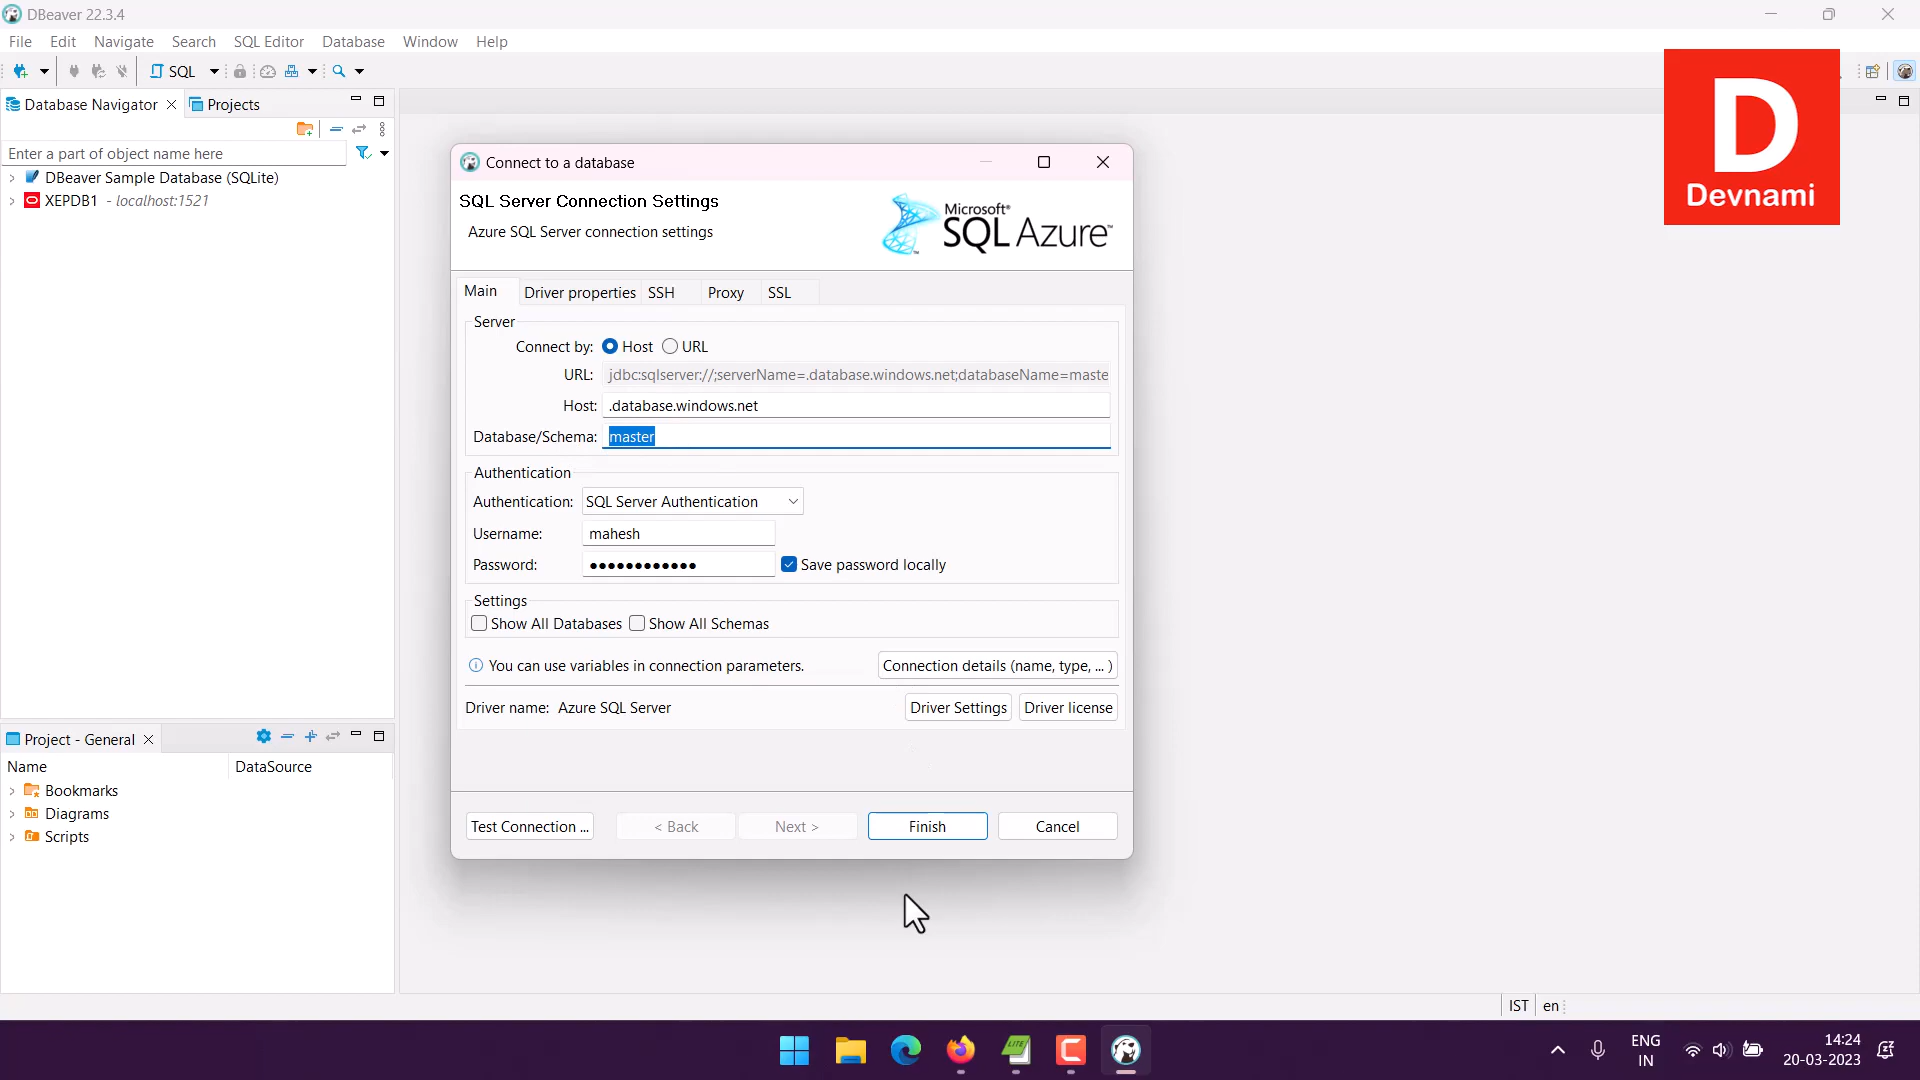 DBeaver 22.3.4
File Edit Navigate Search SQL Editor Database Window Help
SQL
Database Navigator Projects
Enter a part of object name here
DBeaver Sample Database (SQLite)
XEPDB1 - localhost:1521
D
Devnami
Connect to a database
SQL Server Connection Settings
Azure SQL Server connection settings
Microsoft®
SQL Azure™
Main Driver properties SSH Proxy SSL
Server
Connect by: Host URL
URL: jdbc:sqlserver://;serverName=.database.windows.net;databaseName=maste
Host: .database.windows.net
Database/Schema: master
Authentication
Authentication: SQL Server Authentication
Username: mahesh
Password: ●●●●●●●●●●●●  Save password locally
Settings
Show All Databases Show All Schemas
You can use variables in connection parameters. Connection details (name, type, ... )
Driver name: Azure SQL Server Driver Settings Driver license
Test Connection ... < Back Next > Finish Cancel
Project - General
Name DataSource
Bookmarks
Diagrams
Scripts
IST en
LITE
ENG
IN
14:24
20-03-2023